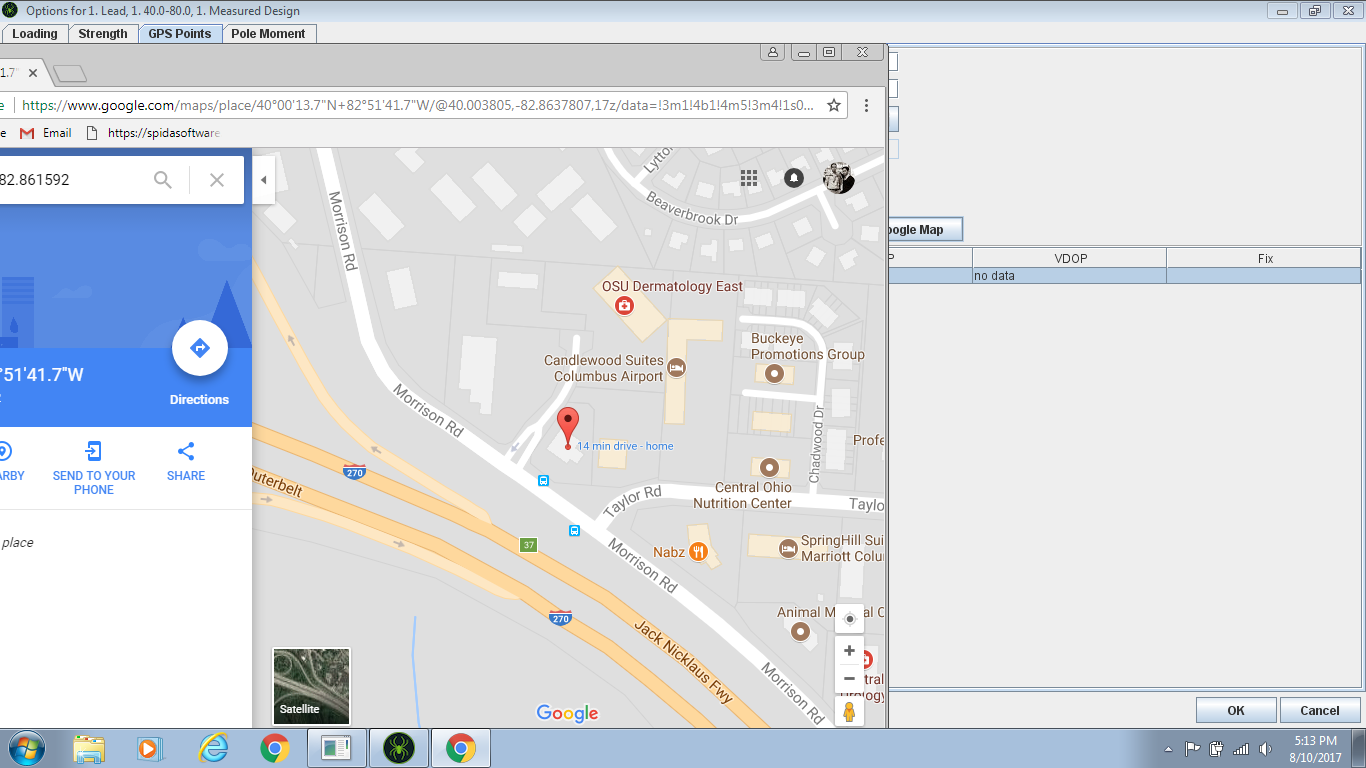 Options for 1. Lead, 1. 40.0-80.0, 1. Measured Design
Loading
Strength
GPS Points
Pole Moment
1.7"
https://www.google.com/maps/place/40°00'13.7"N+82°51'41.7"W/@40.003805,-82.8637807,17z/data=!3m1!4b1!4m5!3m4!1s0...
Email
https://spidasoftware
82.861592
°51'41.7"W
Directions
ARBY
SEND TO YOUR
PHONE
SHARE
place
Morrison Rd
Lytto
Beaverbrook Dr
OSU Dermatology East
Candlewood Suites
Columbus Airport
Buckeye
Promotions Group
Morrison Rd
14 min drive - home
Chadwood Dr
Profe
270
Outerbelt
Central Ohio
Nutrition Center
Taylor Rd
Taylo
37
Nabz
SpringHill Sui
Marriott Colu
Morrison Rd
270
Jack Nicklaus Fwy
Animal M
al C
tral
Morrison Rd
Satellite
Google
oogle Map
P
VDOP
Fix
no data
OK
Cancel
5:13 PM
8/10/2017